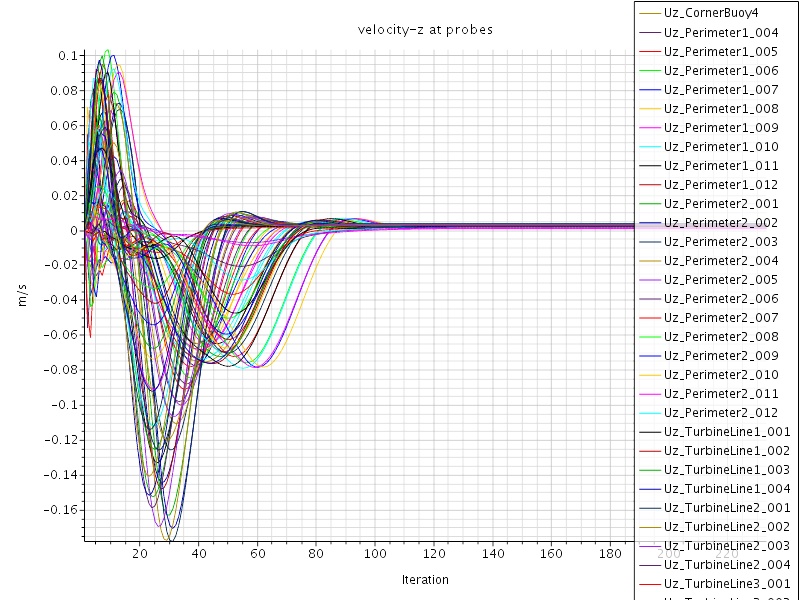 velocity-z at probes
0.1
0.08
0.06
0.04
0.02
0
-0.02
-0.04
-0.06
-0.08
-0.1
-0.12
-0.14
-0.16
m/s
20
40
60
80
100
120
140
160
180
200
220
Iteration
Uz_CornerBuoy4
Uz_Perimeter1_004
Uz_Perimeter1_005
Uz_Perimeter1_006
Uz_Perimeter1_007
Uz_Perimeter1_008
Uz_Perimeter1_009
Uz_Perimeter1_010
Uz_Perimeter1_011
Uz_Perimeter1_012
Uz_Perimeter2_001
Uz_Perimeter2_002
Uz_Perimeter2_003
Uz_Perimeter2_004
Uz_Perimeter2_005
Uz_Perimeter2_006
Uz_Perimeter2_007
Uz_Perimeter2_008
Uz_Perimeter2_009
Uz_Perimeter2_010
Uz_Perimeter2_011
Uz_Perimeter2_012
Uz_TurbineLine1_001
Uz_TurbineLine1_002
Uz_TurbineLine1_003
Uz_TurbineLine1_004
Uz_TurbineLine2_001
Uz_TurbineLine2_002
Uz_TurbineLine2_003
Uz_TurbineLine2_004
Uz_TurbineLine3_001